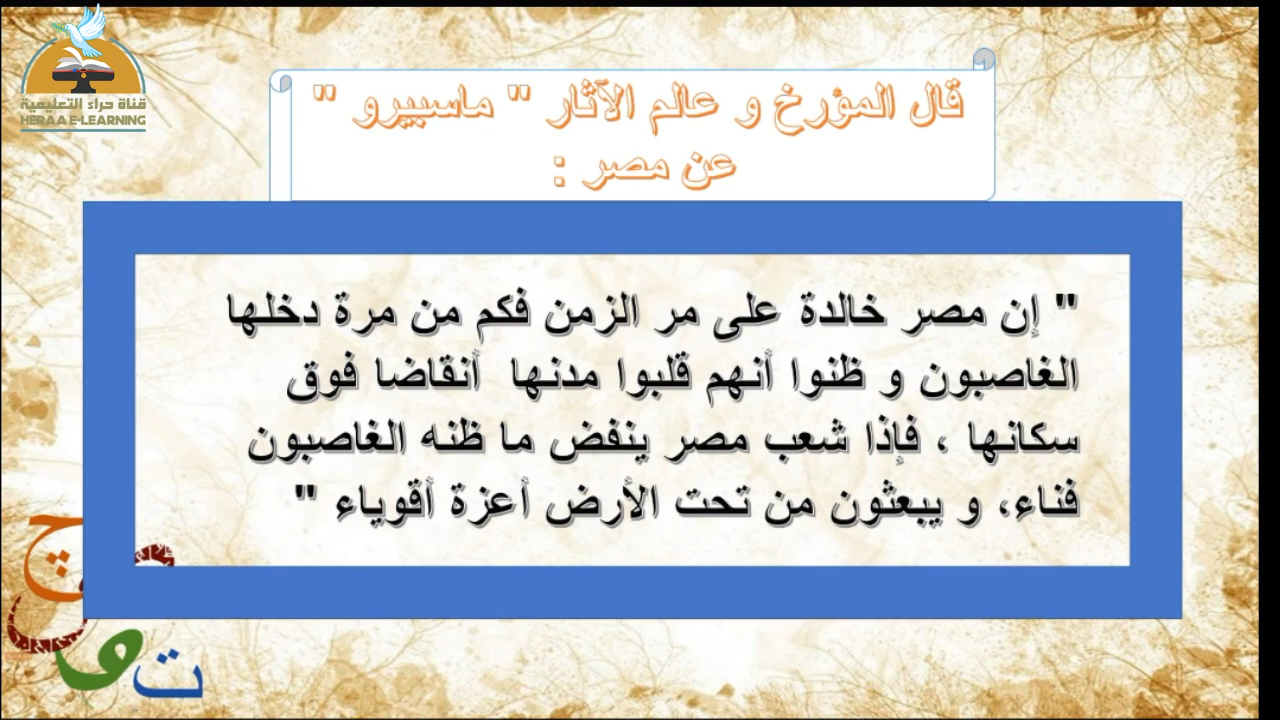 قناة حراء التعليمية
HERAA E-LEARNING
قال المؤرخ و عالم الآثار " ماسبيرو "
عن مصر :
" إن مصر خالدة على مر الزمن فكم من مرة دخلها
الغاصبون و ظنوا أنهم قلبوا مدنها أنقاضا فوق
سكانها ، فإذا شعب مصر ينفض ما ظنه الغاصبون
فناء، و يبعثون من تحت الأرض أعزة أقوياء "